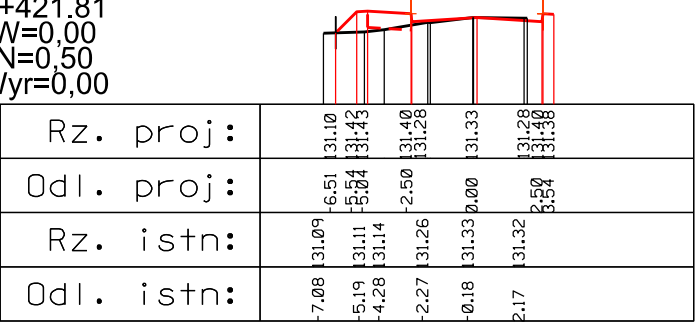 +421.81
W=0,00
N=0,50
Wyr=0,00
Rz. proj: 131.10 131.42 131.43 131.40 131.28 131.33 131.28 131.40 131.38
Odl. proj: -6.51 -5.54 -5.04 -2.50 0.00 2.50 3.54
Rz. istn: 131.09 131.11 131.14 131.26 131.33 131.32
Odl. istn: -7.08 -5.19 -4.28 -2.27 -0.18 2.17